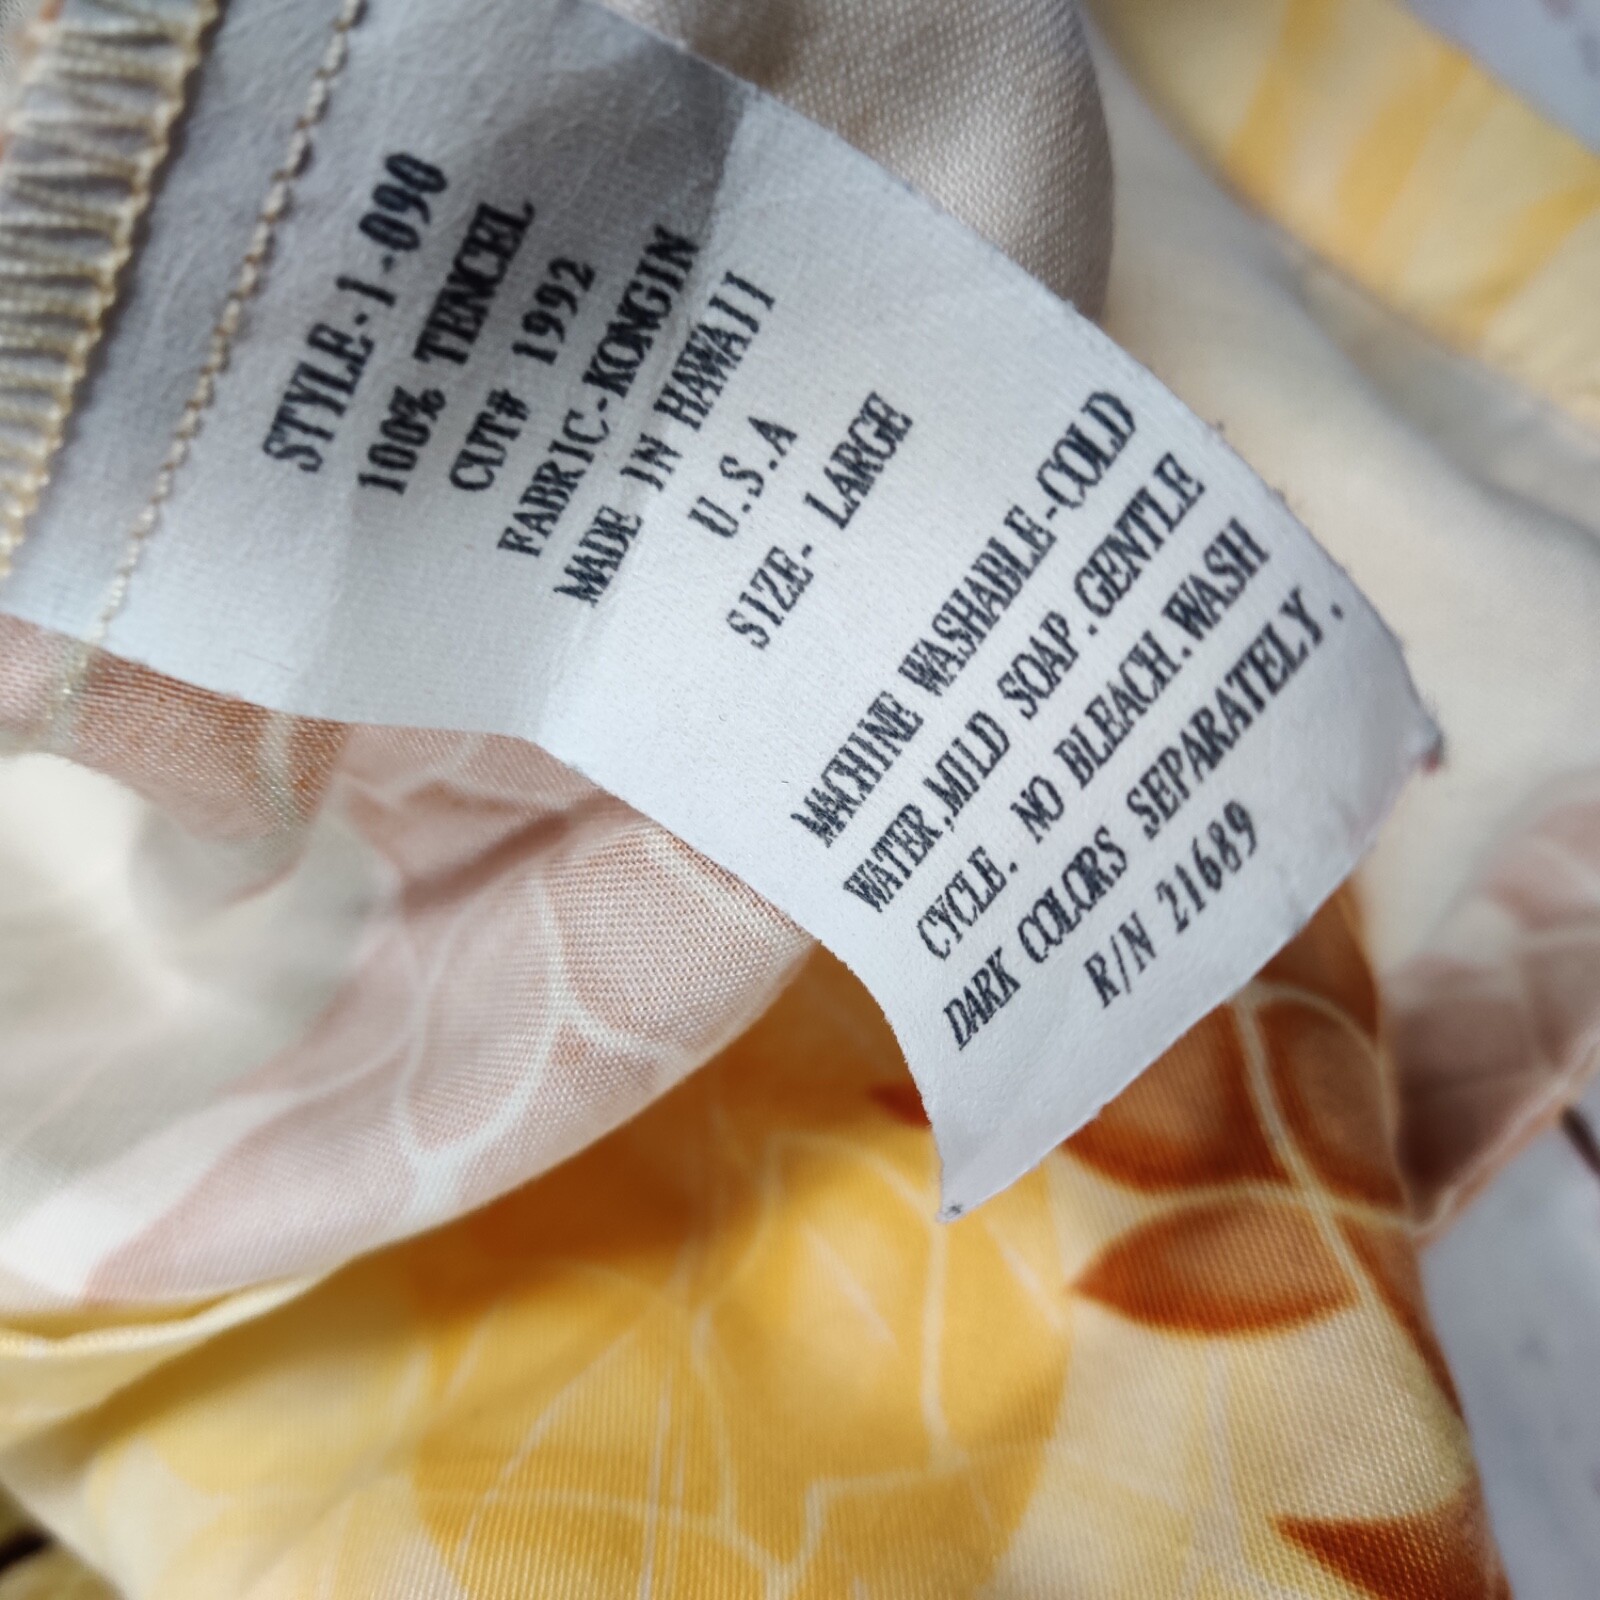 STYLE-1-090
100% TENCEL
CUT# 1992
FABRIC-KONGIN
MADE IN HAWAII
U.S.A
SIZE- LARGE
MACHINE WASHABLE-COLD
WATER,MILD SOAP.GENTLE
CYCLE. NO BLEACH.WASH
DARK COLORS SEPARATELY.
R/N 21689